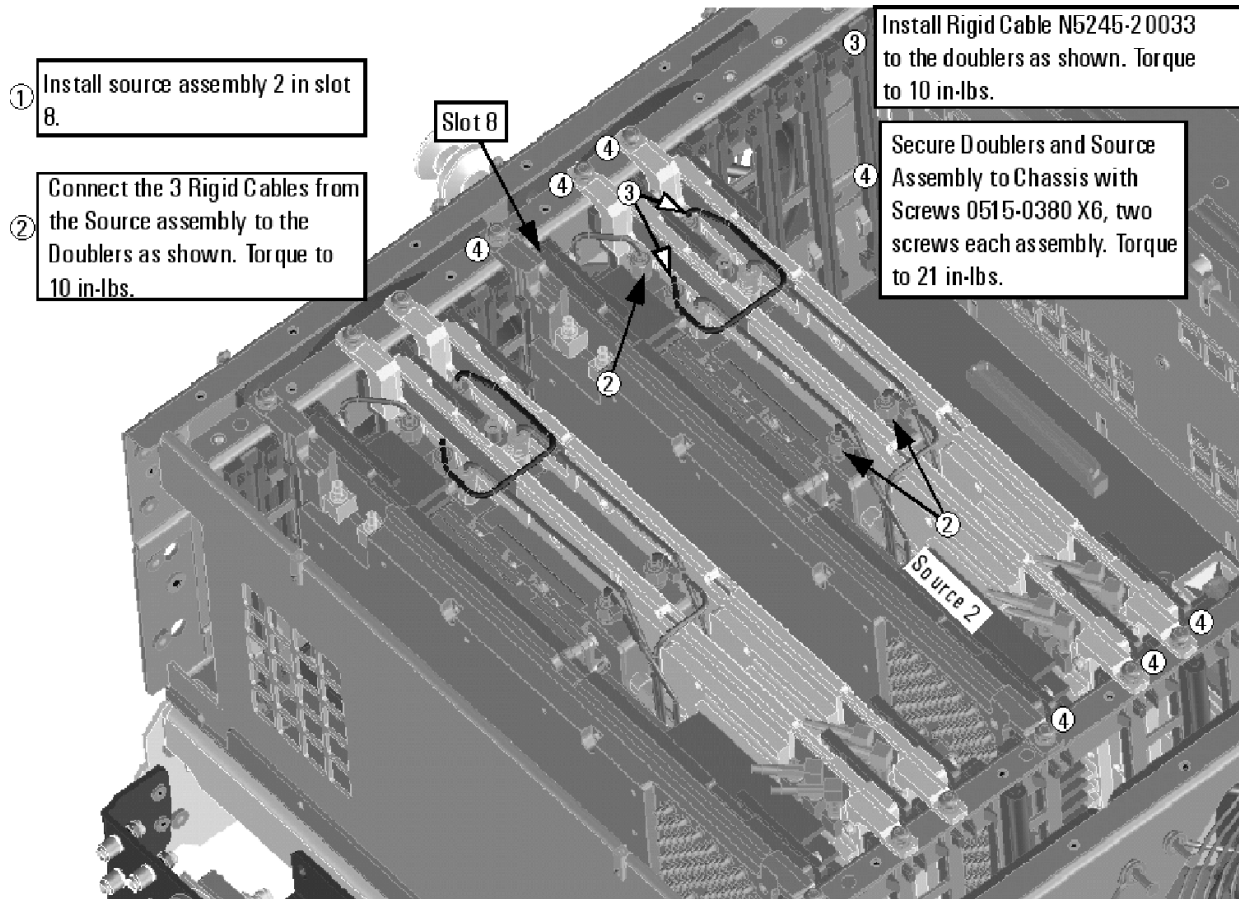 ①
Install source assembly 2 in slot
8.
②
Connect the 3 Rigid Cables from
the Source assembly to the
Doublers as shown. Torque to
10 in-lbs.
③
Install Rigid Cable N5245-20033
to the doublers as shown. Torque
to 10 in-lbs.
④
Secure Doublers and Source
Assembly to Chassis with
Screws 0515-0380 X6, two
screws each assembly. Torque
to 21 in-lbs.
Slot 8
④
④
③
④
②
②
Source 2
④
④
④